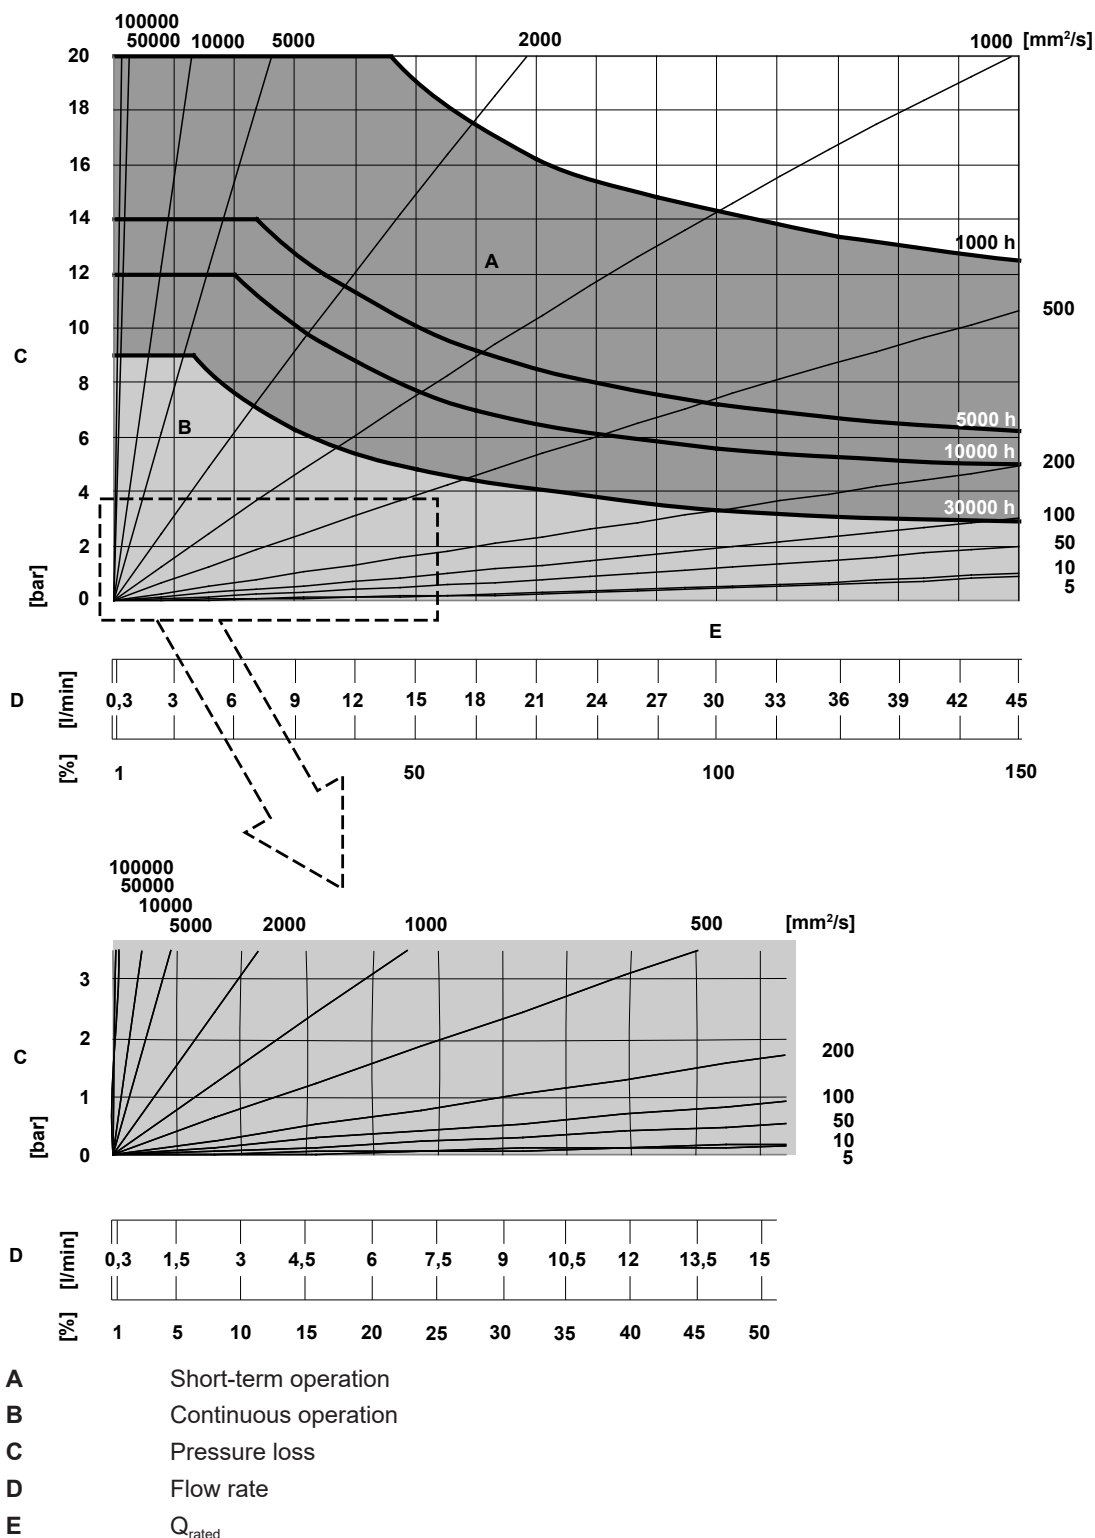 100000
50000 10000 5000 2000 1000 [mm²/s]
20
18
16
14
1000 h
A
12
500
10
C
8
B
5000 h
6
10000 h
200
4
30000 h
100
50
2
10
[bar]
5
0
E
D [l/min] 0,3 3 6 9 12 15 18 21 24 27 30 33 36 39 42 45
[%] 1 50 100 150
100000
50000
10000
5000 2000 1000 500 [mm²/s]
3
2
C
200
1
100
50
[bar]
10
0
5
D [l/min] 0,3 1,5 3 4,5 6 7,5 9 10,5 12 13,5 15
[%] 1 5 10 15 20 25 30 35 40 45 50
A Short-term operation
B Continuous operation
C Pressure loss
D Flow rate
E Qrated